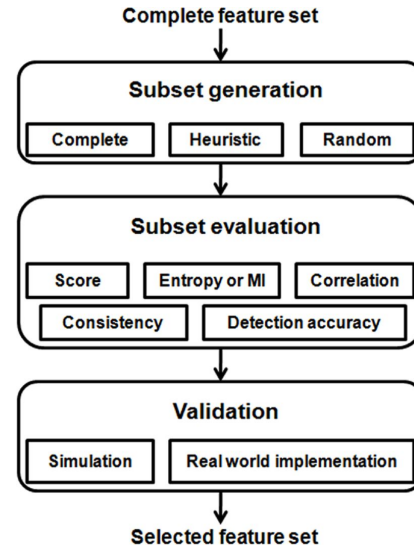 Complete feature set
Subset generation
Complete Heuristic Random
Subset evaluation
Score Entropy or MI Correlation
Consistency Detection accuracy
Validation
Simulation Real world implementation
Selected feature set